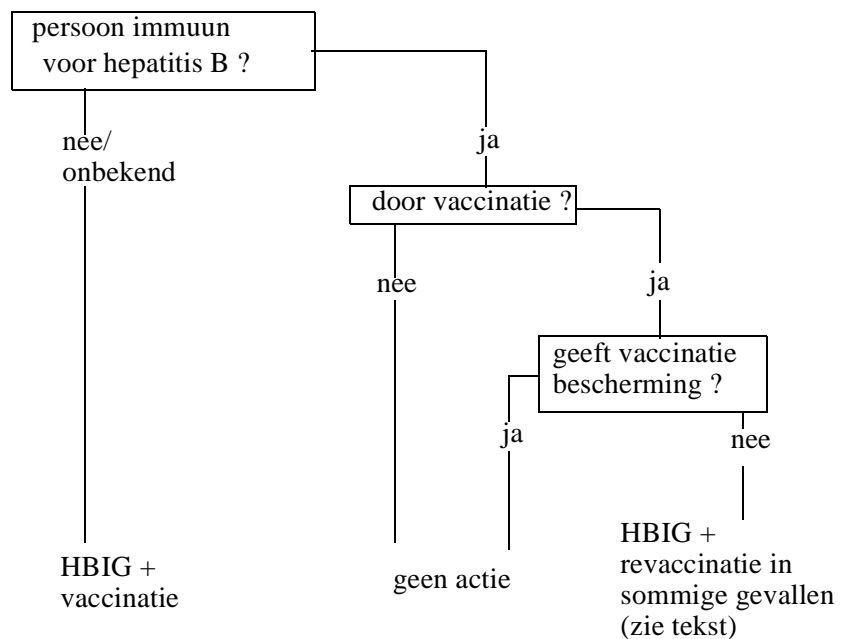 persoon immuun
voor hepatitis B ?
nee/
onbekend
ja
door vaccinatie ?
nee
ja
geeft vaccinatie
bescherming ?
ja
nee
HBIG +
vaccinatie
geen actie
HBIG +
revaccinatie in
sommige gevallen
(zie tekst)